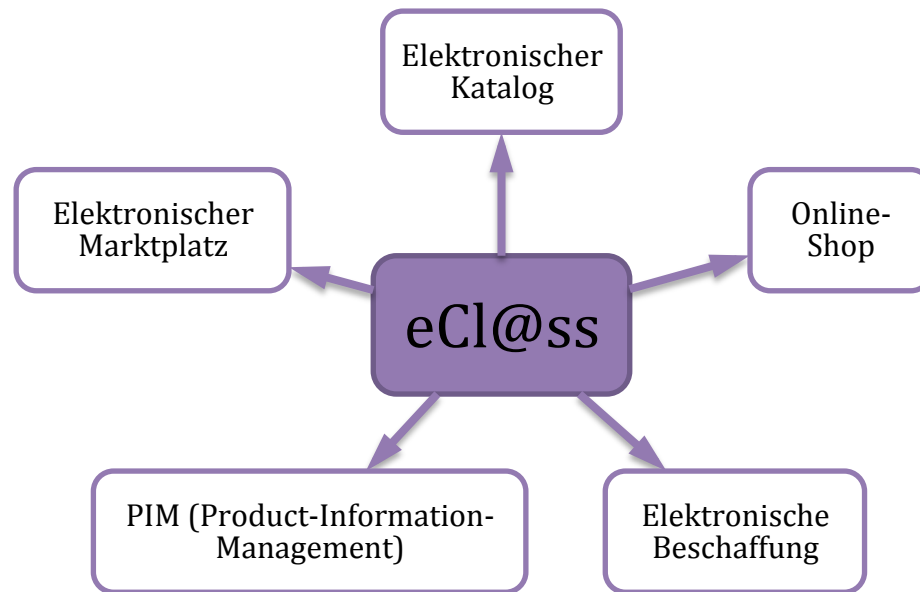 Elektronischer
Katalog
Elektronischer
Marktplatz
Online-
Shop
eCl@ss
PIM (Product-Information-
Management)
Elektronische
Beschaffung